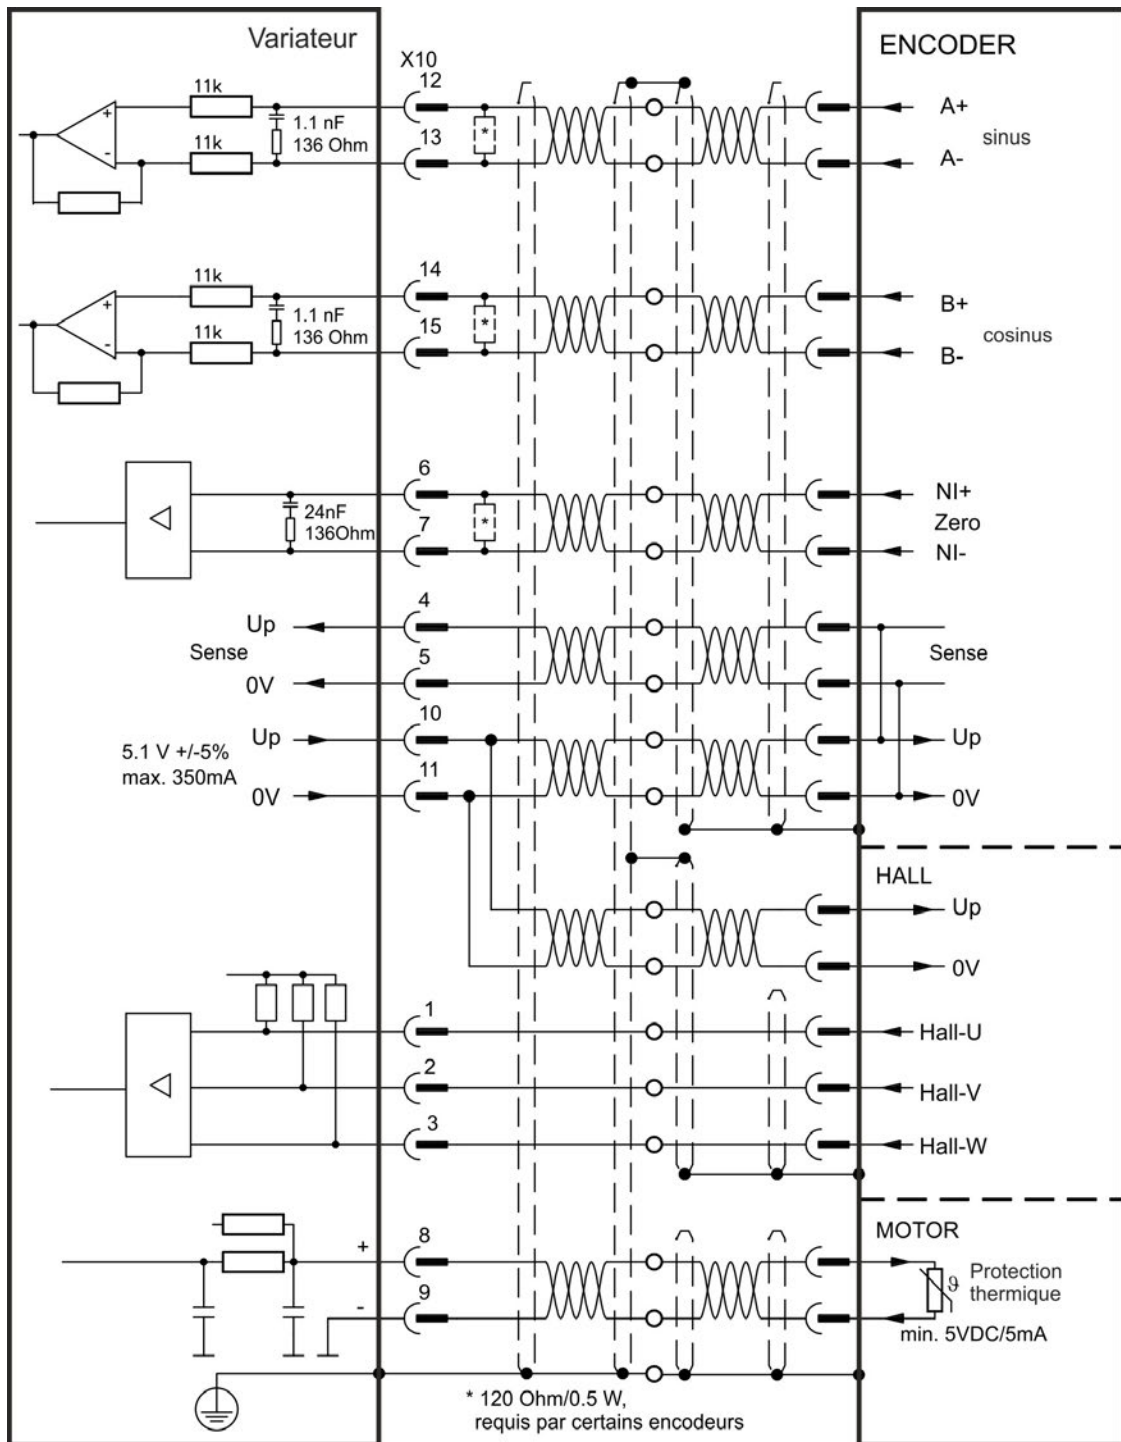 Variateur
ENCODER
X10
12
11k
1.1 nF
136 Ohm
*
A+
sinus
13
11k
A-
+
-
14
11k
1.1 nF
136 Ohm
*
B+
cosinus
15
11k
B-
+
-
6
24nF
136Ohm
*
NI+
Zero
7
NI-
4
Up
Sense
Sense
5
0V
10
5.1 V +/-5%
max. 350mA
Up
Up
11
0V
0V
HALL
Up
0V
1
Hall-U
2
Hall-V
3
Hall-W
MOTOR
8
+
ϑ
Protection
thermique
9
-
min. 5VDC/5mA
* 120 Ohm/0.5 W,
requis par certains encodeurs